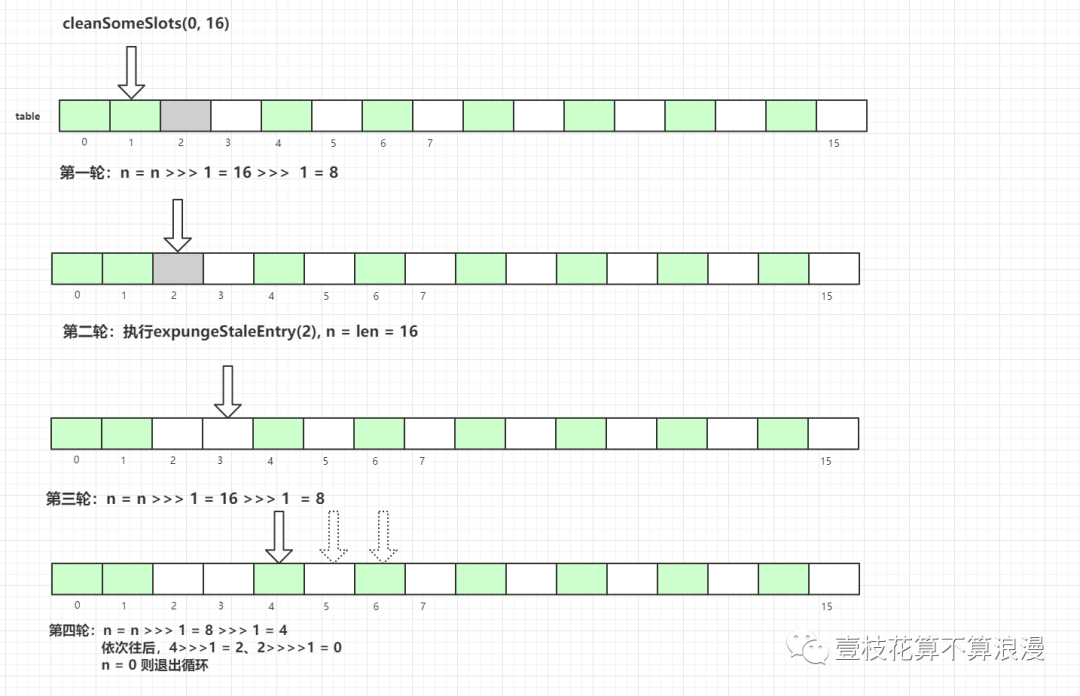 cleanSomeSlots(0, 16)
table
0 1 2 3 4 5 6 7 15
第一轮：n = n >>> 1 = 16 >>> 1 = 8
0 1 2 3 4 5 6 7 15
第二轮：执行expungeStaleEntry(2), n = len = 16
0 1 2 3 4 5 6 7 15
第三轮：n = n >>> 1 = 16 >>> 1 = 8
0 1 2 3 4 5 6 7 15
第四轮：n = n >>> 1 = 8 >>> 1 = 4
依次往后，4>>>1 = 2、2>>>>1 = 0
n = 0 则退出循环
壹枝花算不算浪漫